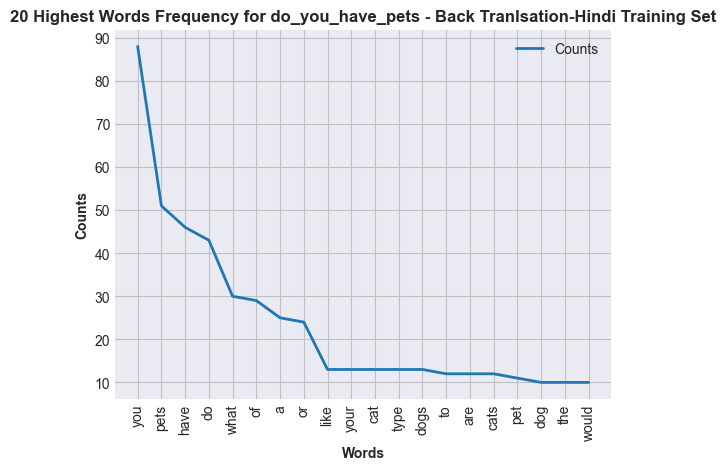 20 Highest Words Frequency for do_you_have_pets - Back Tranlsation-Hindi Training Set
Counts
90
80
70
60
50
40
30
20
10
Counts
you
pets
have
do
what
of
a
or
like
your
cat
type
dogs
to
are
cats
pet
dog
the
would
Words